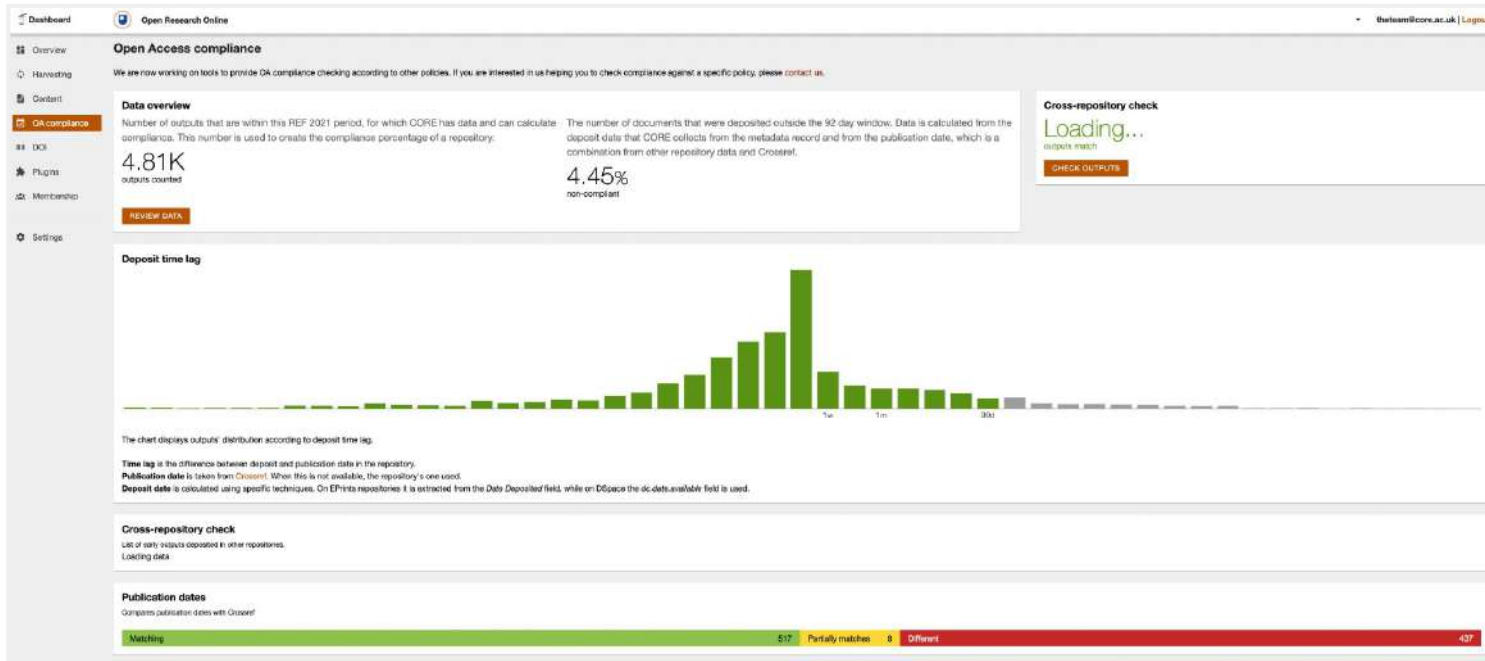 Dashboard
Open Research Online
theteam@core.ac.uk | Logou
Overview
Harvesting
Content
OA compliance
DOI
Plugins
Membership
Settings
Open Access compliance
We are now working on tools to provide OA compliance checking according to other policies. If you are interested in us helping you to check compliance against a specific policy, please contact us.
Data overview
Number of outputs that are within this REF 2021 period, for which CORE has data and can calculate
compliance. This number is used to create the compliance percentage of a repository.
4.81K
outputs counted
REVIEW DATA
The number of documents that were deposited outside the 92 day window. Data is calculated from the
deposit date that CORE collects from the metadata record and from the publication date, which is a
combination from other repository data and Crossref.
4.45%
non-compliant
Cross-repository check
Loading...
outputs match
CHECK OUTPUTS
Deposit time lag
1w 1m 90d
The chart displays outputs' distribution according to deposit time lag.
Time lag is the difference between deposit and publication date in the repository.
Publication date is taken from Crossref. When this is not available, the repository's one used.
Deposit date is calculated using specific techniques. On EPrints repositories it is extracted from the Date Deposited field, while on DSpace the dc.date.available field is used.
Cross-repository check
List of early outputs deposited in other repositories.
Loading data
Publication dates
Compares publication dates with Crossref
Matching 517 Partially matches 8 Different 437